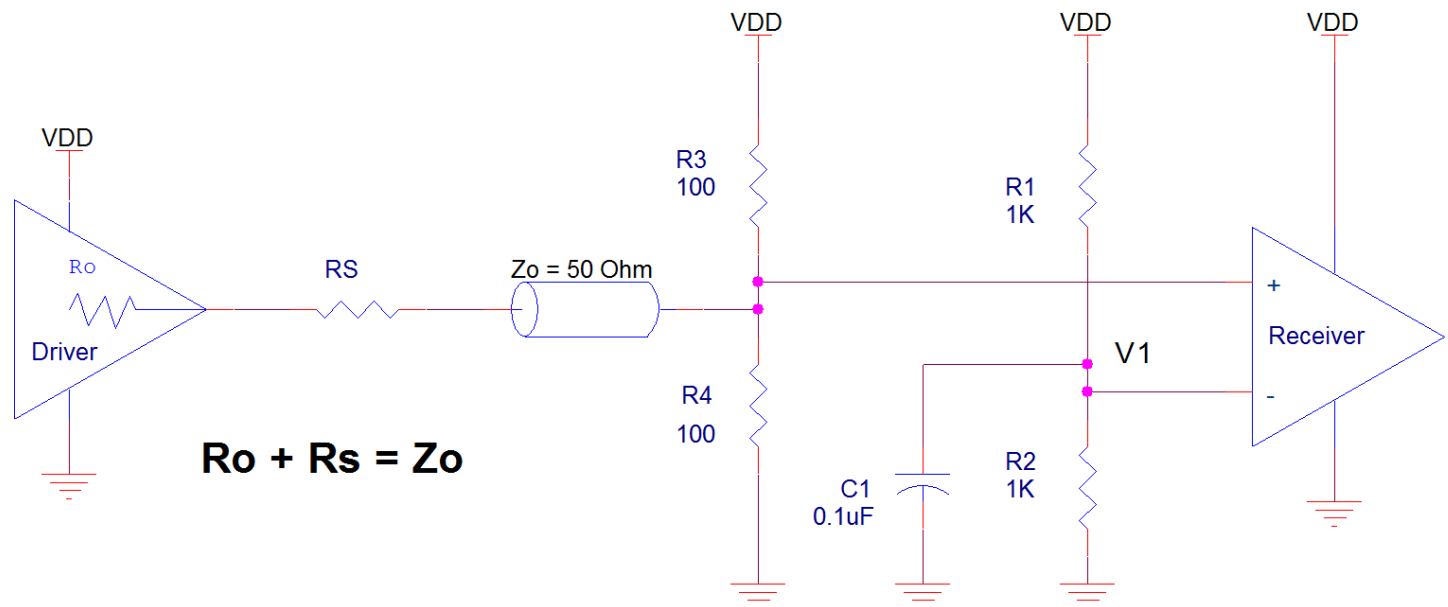 VDD
VDD
VDD
VDD
R3
100
R1
1K
Ro
RS
Zo = 50 Ohm
+
Driver
Receiver
V1
-
R4
100
Ro + Rs = Zo
R2
1K
C1
0.1uF